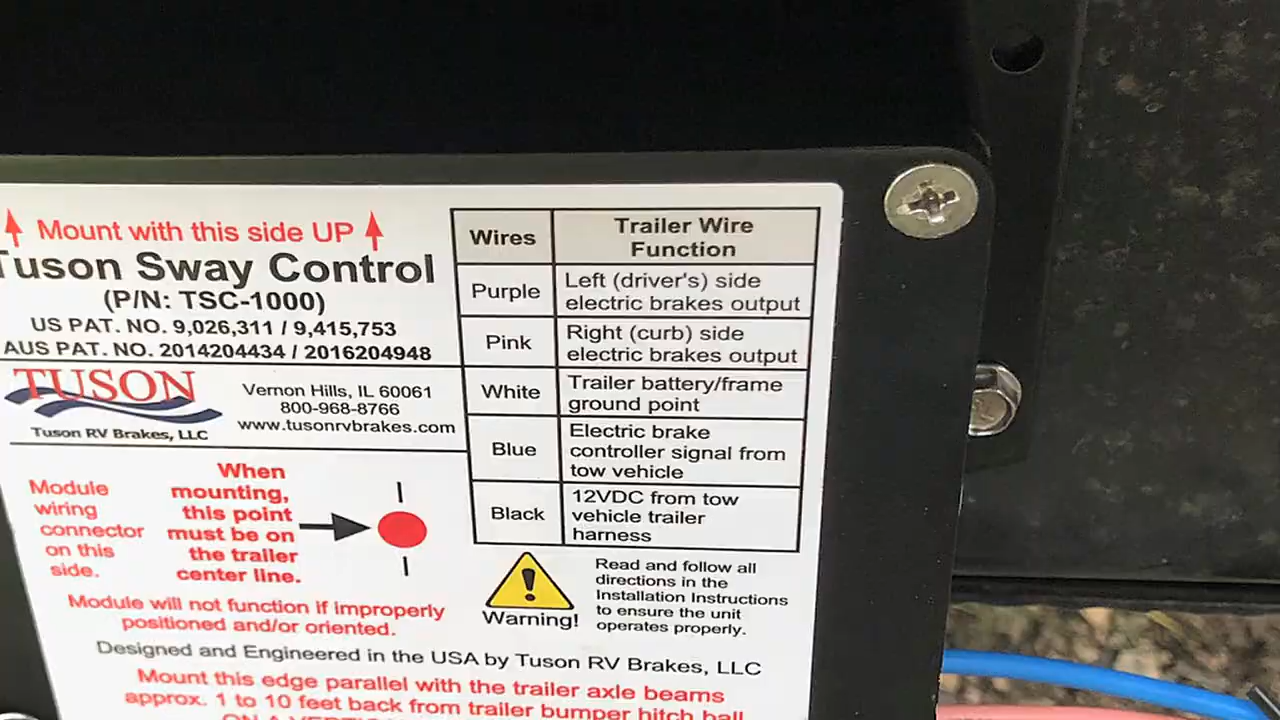 Mount with this side UP
Tuson Sway Control
(P/N: TSC-1000)
US PAT. NO. 9,026,311 / 9,415,753
AUS PAT. NO. 2014204434 / 2016204948
TUSON
Tuson RV Brakes, LLC
Vernon Hills, IL 60061
800-968-8766
www.tusonrvbrakes.com
Wires Trailer Wire Function
Purple Left (driver's) side
electric brakes output
Pink Right (curb) side
electric brakes output
White Trailer battery/frame
ground point
Blue Electric brake
controller signal from
tow vehicle
Black 12VDC from tow
vehicle trailer
harness
Module
wiring
connector
on this
side.
When
mounting,
this point
must be on
the trailer
center line.
Module will not function if improperly
positioned and/or oriented.
Warning!
Read and follow all
directions in the
Installation Instructions
to ensure the unit
operates properly.
Designed and Engineered in the USA by Tuson RV Brakes, LLC
Mount this edge parallel with the trailer axle beams
approx. 1 to 10 feet back from trailer bumper hitch ball
ON A